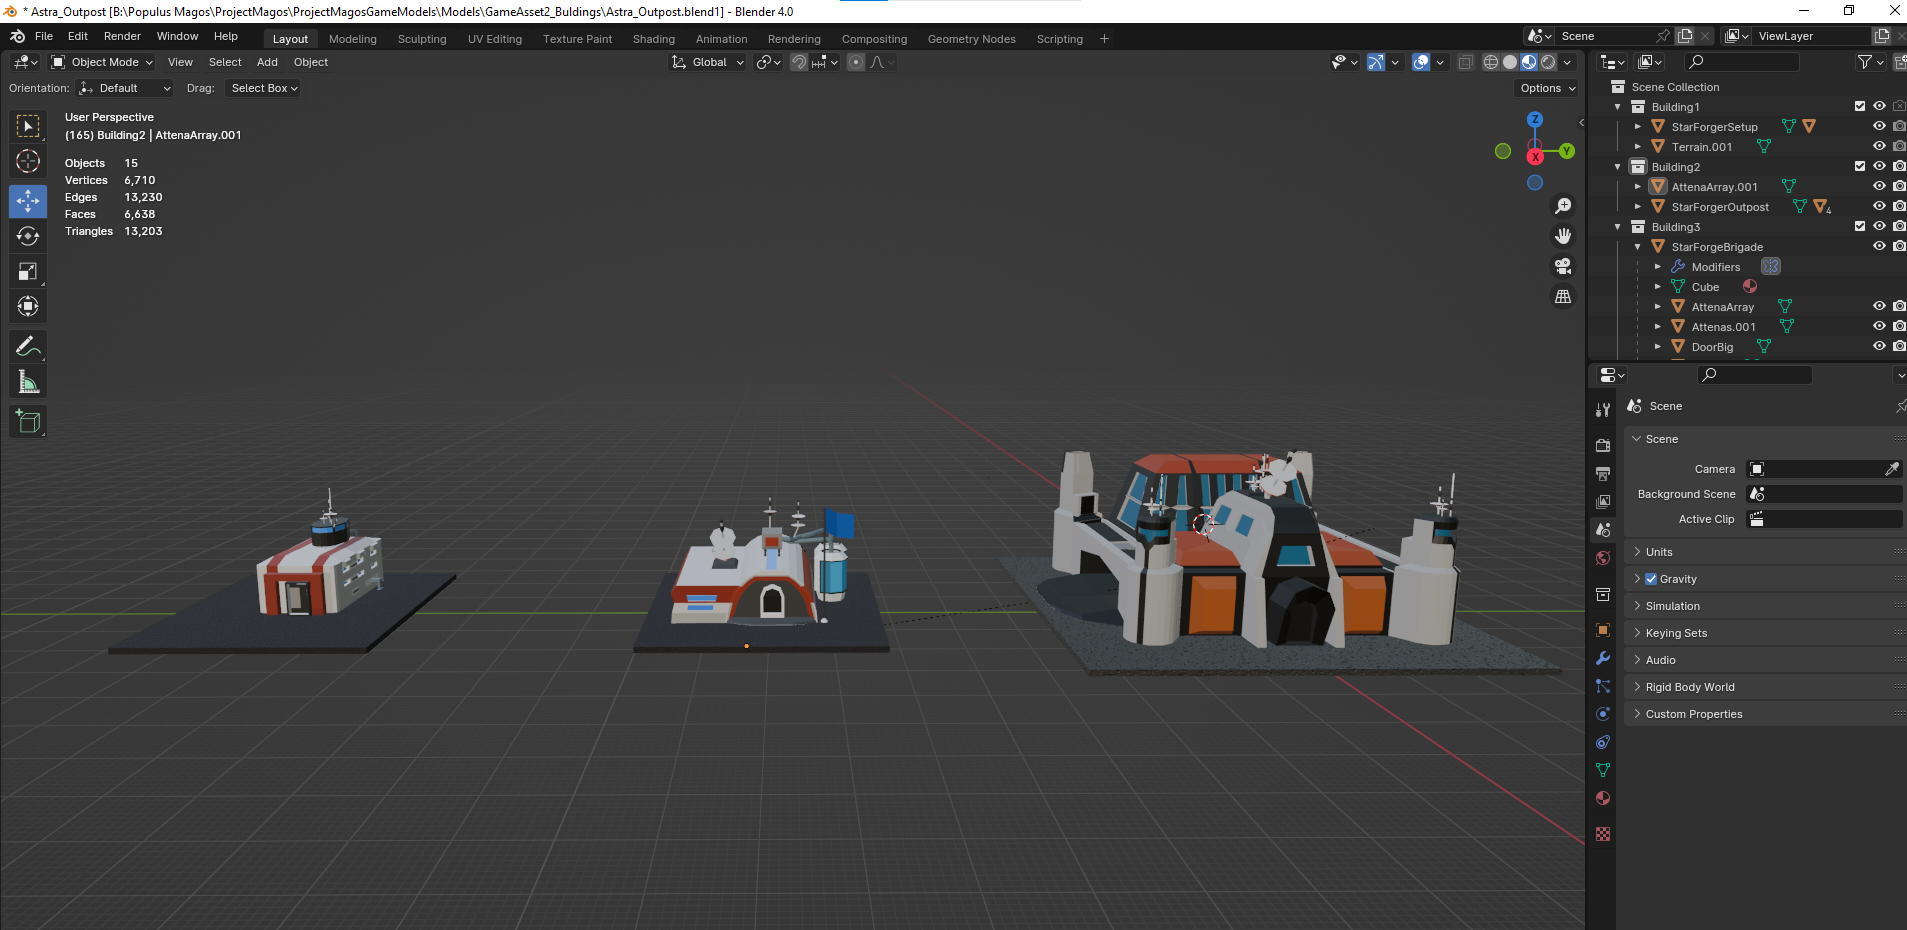 * Astra_Outpost [B:\Populus Magos\ProjectMagos\ProjectMagosGameModels\Models\GameAsset2_Buldings\Astra_Outpost.blend1] - Blender 4.0
File Edit Render Window Help Layout Modeling Sculpting UV Editing Texture Paint Shading Animation Rendering Compositing Geometry Nodes Scripting + Scene ViewLayer
Object Mode View Select Add Object Global
Orientation: Default Drag: Select Box Options
User Perspective
(165) Building2 | AttenaArray.001
Objects 15
Vertices 6,710
Edges 13,230
Faces 6,638
Triangles 13,203
Z
Y
X
Scene Collection
Building1
StarForgerSetup
Terrain.001
Building2
AttenaArray.001
StarForgerOutpost 4
Building3
StarForgeBrigade
Modifiers
Cube
AttenaArray
Attenas.001
DoorBig
Scene
Scene
Camera
Background Scene
Active Clip
Units
Gravity
Simulation
Keying Sets
Audio
Rigid Body World
Custom Properties